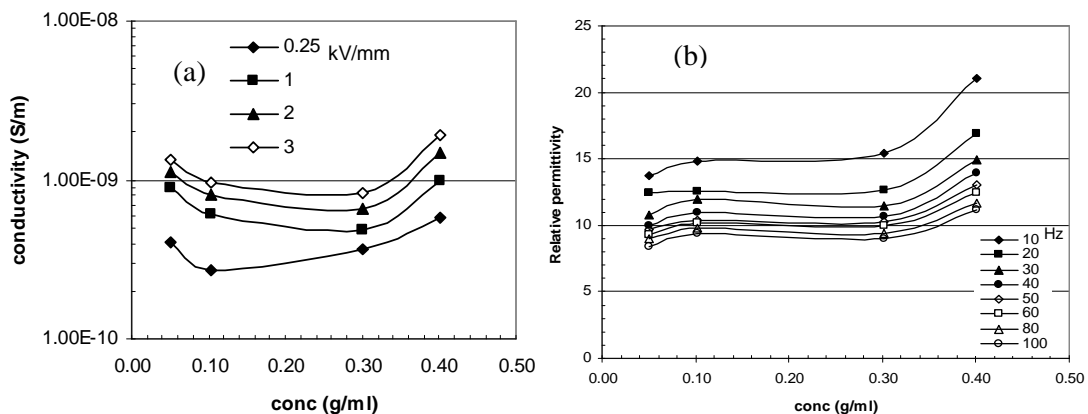 1.00E-08
1.00E-09
1.00E-10
conductivity (S/m)
(a)
0.25 kV/mm
1
2
3
0.00 0.10 0.20 0.30 0.40 0.50
conc (g/ml)
25
20
15
10
5
0
Relative permittivity
(b)
10 Hz
20
30
40
50
60
80
100
0.00 0.10 0.20 0.30 0.40 0.50
conc (g/ml)